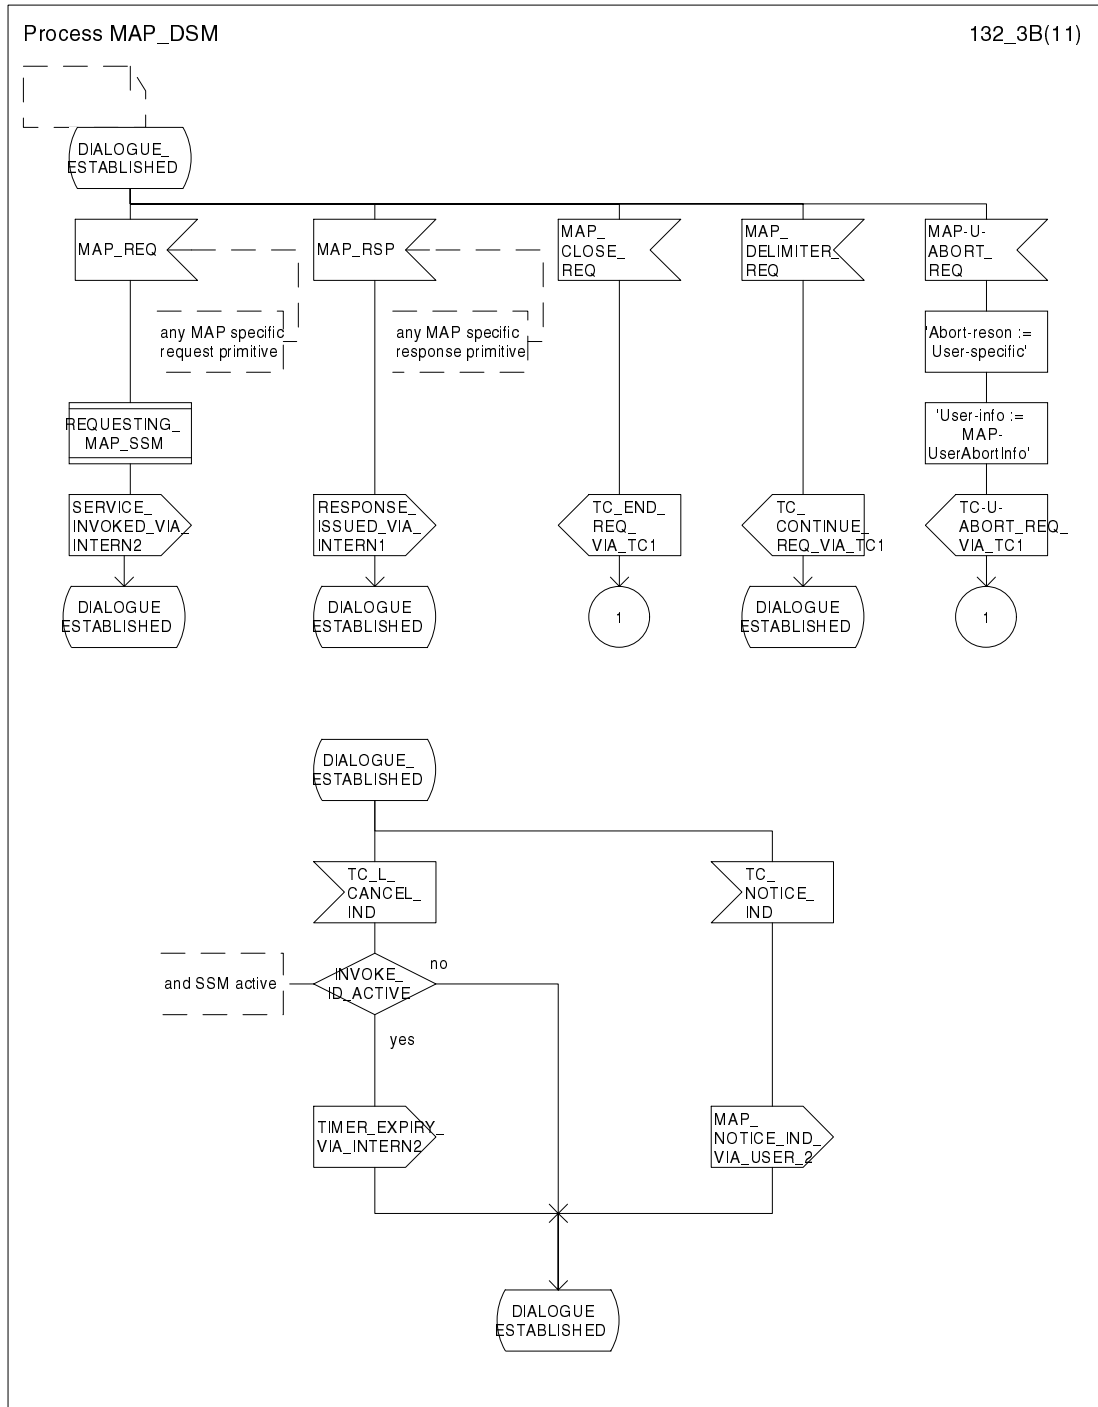 Process MAP_DSM
132_3B(11)
DIALOGUE_
ESTABLISHED
MAP_REQ
MAP_RSP
MAP_
CLOSE_
REQ
MAP_
DELIMITER_
REQ
MAP-U-
ABORT_
REQ
any MAP specific
request primitive
any MAP specific
response primitive
'Abort-reson :=
User-specific'
REQUESTING_
MAP_SSM
'User-info :=
MAP-
UserAbortInfo'
SERVICE_
INVOKED_VIA_
INTERN2
RESPONSE_
ISSUED_VIA_
INTERN1
TC_END_
REQ_
VIA_TC1
TC_
CONTINUE_
REQ_VIA_TC1
TC-U-
ABORT_REQ_
VIA_TC1
DIALOGUE
ESTABLISHED
DIALOGUE
ESTABLISHED
1
DIALOGUE
ESTABLISHED
1
DIALOGUE_
ESTABLISHED
TC_L_
CANCEL_
IND
TC_
NOTICE_
IND
and SSM active
INVOKE_
ID_ACTIVE
no
yes
TIMER_EXPIRY_
VIA_INTERN2
MAP_
NOTICE_IND_
VIA_USER_2
DIALOGUE
ESTABLISHED